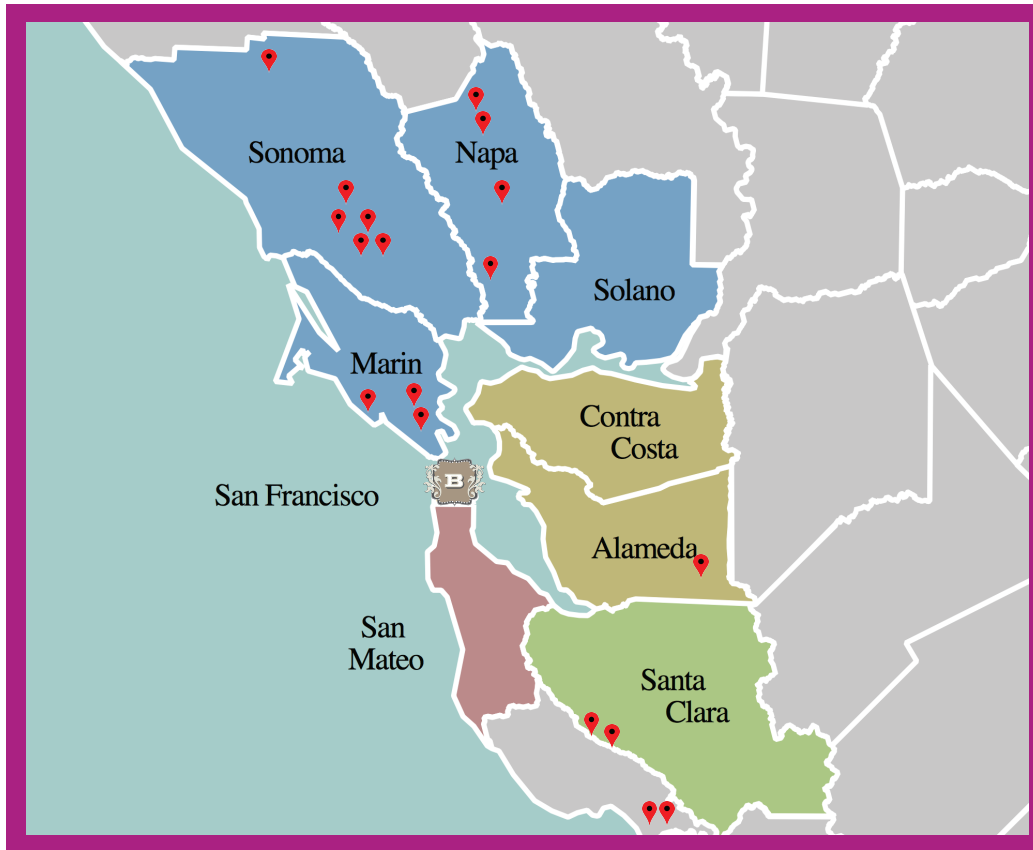 Sonoma
Napa
Solano
Marin
Contra
Costa
B
San Francisco
Alameda
San
Mateo
Santa
Clara